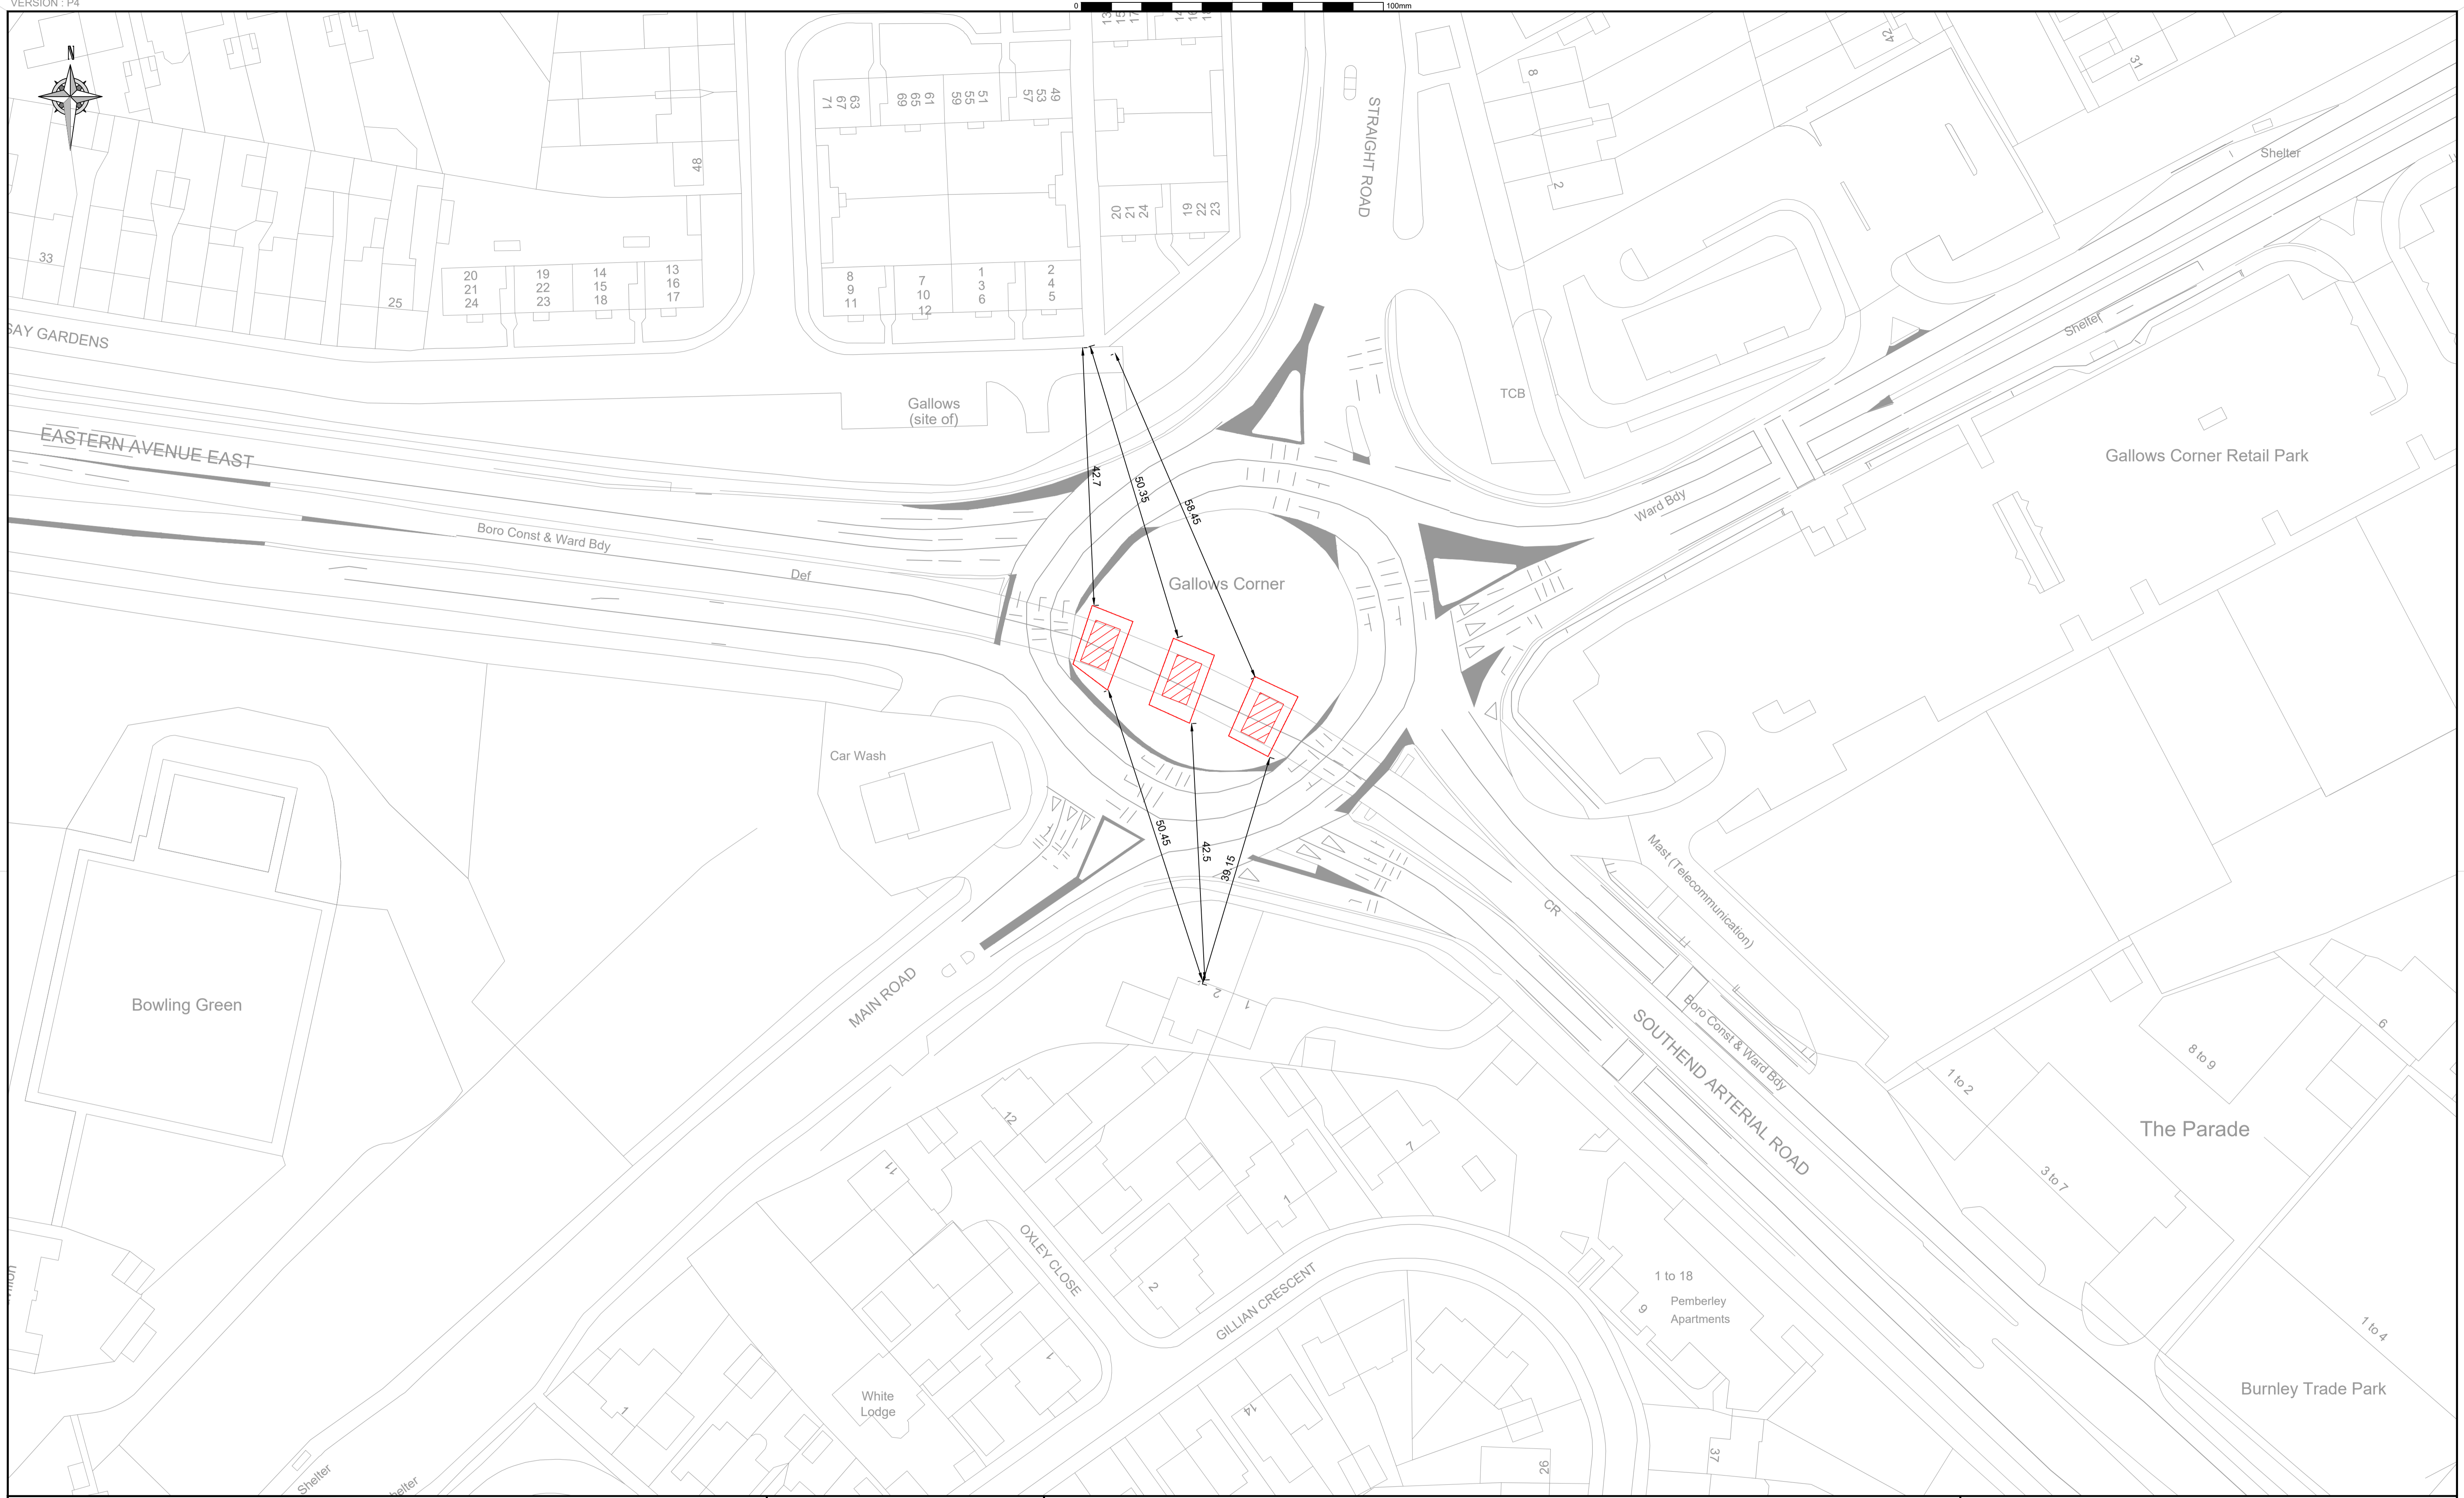 VERSION : P4
0
100mm
N
48
71
67
63
69
65
61
59
55
51
57
53
49
20
21
24
19
22
23
STRAIGHT ROAD
8
2
42
31
Shelter
33
25
20
21
24
19
22
23
14
15
18
13
16
17
8
9
11
7
10
12
1
3
6
2
4
5
SAY GARDENS
Gallows
(site of)
TCB
Shelter
EASTERN AVENUE EAST
Gallows Corner Retail Park
42.7
50.35
58.45
Ward Bdy
Boro Const & Ward Bdy
Def
Gallows Corner
Car Wash
50.45
42.5
39.15
Mast (Telecommunication)
CR
MAIN ROAD
Bowling Green
2
1
SOUTHEND ARTERIAL ROAD
Boro Const & Ward Bdy
6
8 to 9
1 to 2
The Parade
3 to 7
12
11
7
1
2
OXLEY CLOSE
GILLIAN CRESCENT
1 to 18
9
Pemberley
Apartments
1 to 4
Burnley Trade Park
1
White
Lodge
1
14
26
37
Shelter
helter